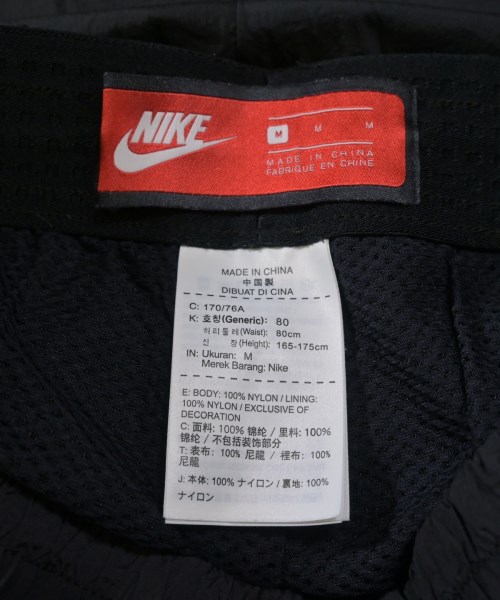 NIKE
M M M
MADE IN CHINA
FABRIQUÉ EN CHINE
MADE IN CHINA
中国製
DIBUAT DI CINA
C: 170/76A
K: 호칭(Generic): 80
허리둘레(Waist): 80cm
신 장(Height): 165-175cm
IN: Ukuran: M
Merek Barang: Nike
E: BODY: 100% NYLON / LINING:
100% NYLON / EXCLUSIVE OF
DECORATION
C: 面料: 100% 锦纶 / 里料: 100%
锦纶 / 不包括装饰部分
T: 表布: 100% 尼龍 / 裡布: 100%
尼龍
J: 本体: 100% ナイロン / 裏地: 100%
ナイロン